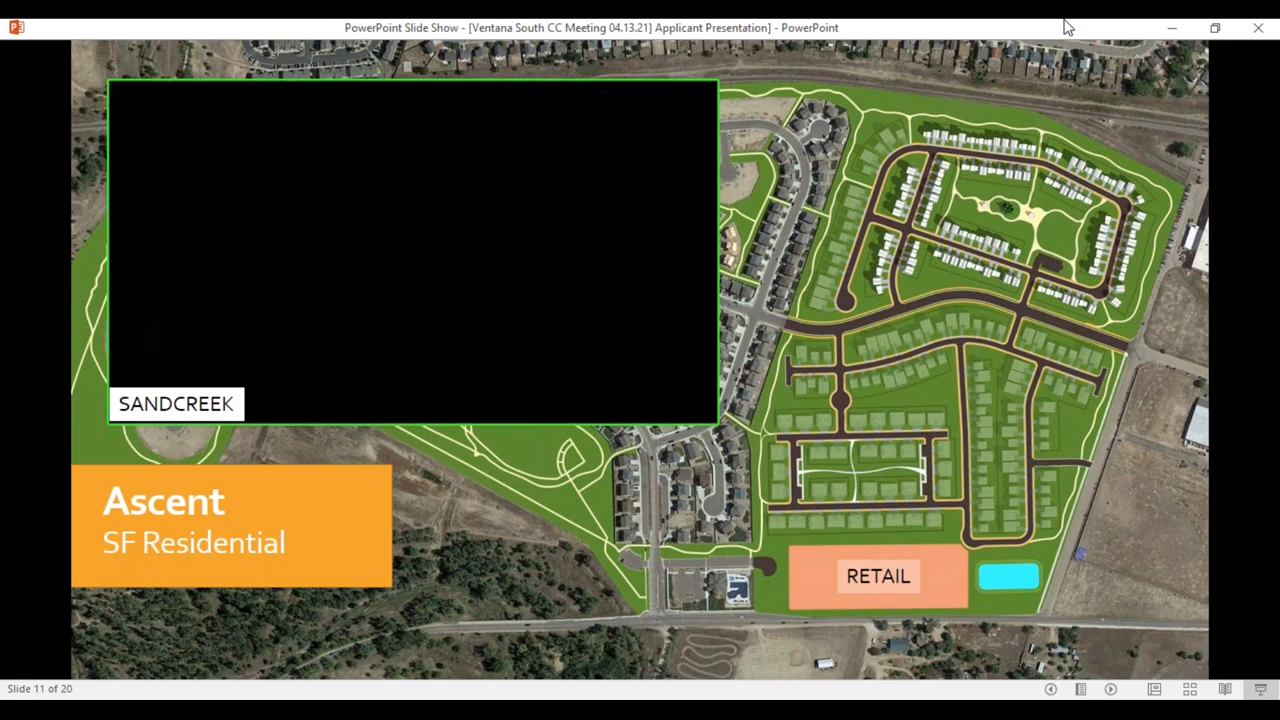 PowerPoint Slide Show - [Ventana South CC Meeting 04.13.21] Applicant Presentation] - PowerPoint
SANDCREEK
Ascent
SF Residential
RETAIL
Slide 11 of 20